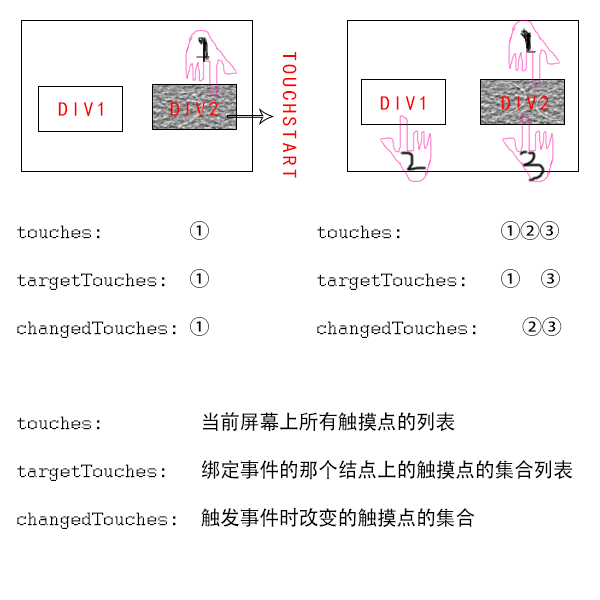 1
DIV1 DIV2
TOUCHSTART
1
DIV1 DIV2
2 3
touches: ① touches: ①②③
targetTouches: ① targetTouches: ① ③
changedTouches: ① changedTouches: ②③
touches: 当前屏幕上所有触摸点的列表
targetTouches: 绑定事件的那个结点上的触摸点的集合列表
changedTouches: 触发事件时改变的触摸点的集合